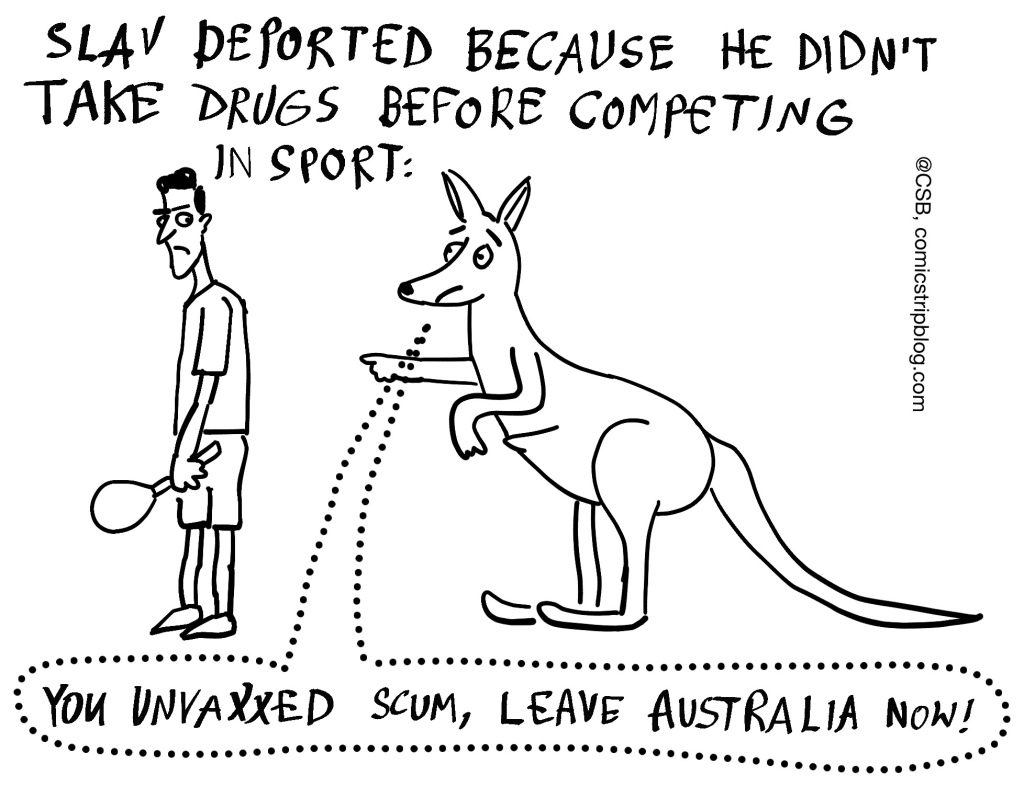 SLAV DEPORTED BECAUSE HE DIDN'T
TAKE DRUGS BEFORE COMPETING
IN SPORT:
@CSB, comicstripblog.com
YOU UNVAXXED SCUM, LEAVE AUSTRALIA NOW!